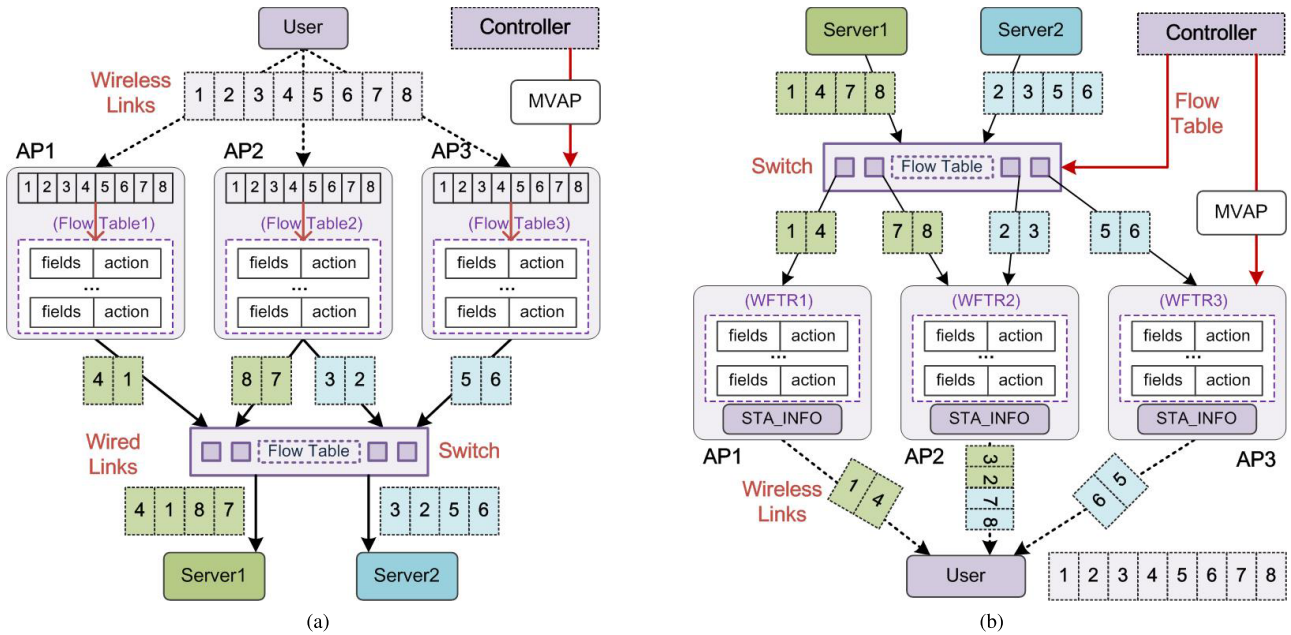 User
Controller
Wireless
Links
1 2 3 4 5 6 7 8
MVAP
AP1
AP2
AP3
1 2 3 4 5 6 7 8
1 2 3 4 5 6 7 8
1 2 3 4 5 6 7 8
(Flow Table1)
(Flow Table2)
(Flow Table3)
fields action
...
fields action
fields action
...
fields action
fields action
...
fields action
4 1
8 7
3 2
5 6
Wired
Links
Flow Table
Switch
4 1 8 7
3 2 5 6
Server1
Server2
(a)
Server1
Server2
Controller
1 4 7 8
2 3 5 6
Flow
Table
Switch
Flow Table
MVAP
1 4
7 8
2 3
5 6
(WFTR1)
(WFTR2)
(WFTR3)
fields action
...
fields action
STA_INFO
fields action
...
fields action
STA_INFO
fields action
...
fields action
STA_INFO
AP1
AP2
AP3
Wireless
Links
1 4
3 2 7 8
6 5
User
1 2 3 4 5 6 7 8
(b)